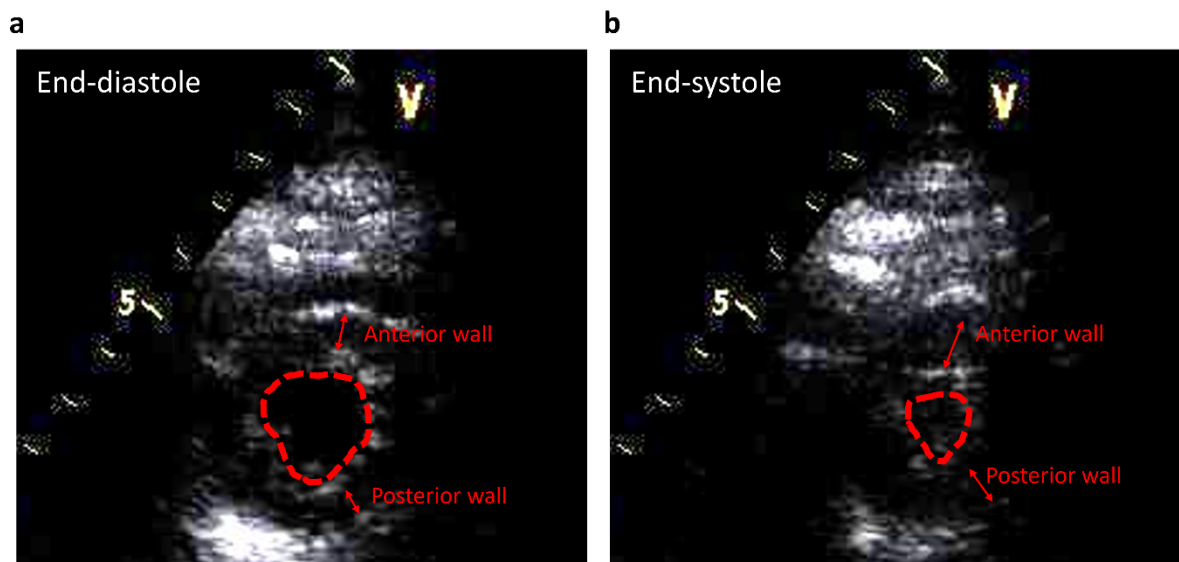 a
b
End-diastole
End-systole
V
V
5
5
Anterior wall
Anterior wall
Posterior wall
Posterior wall